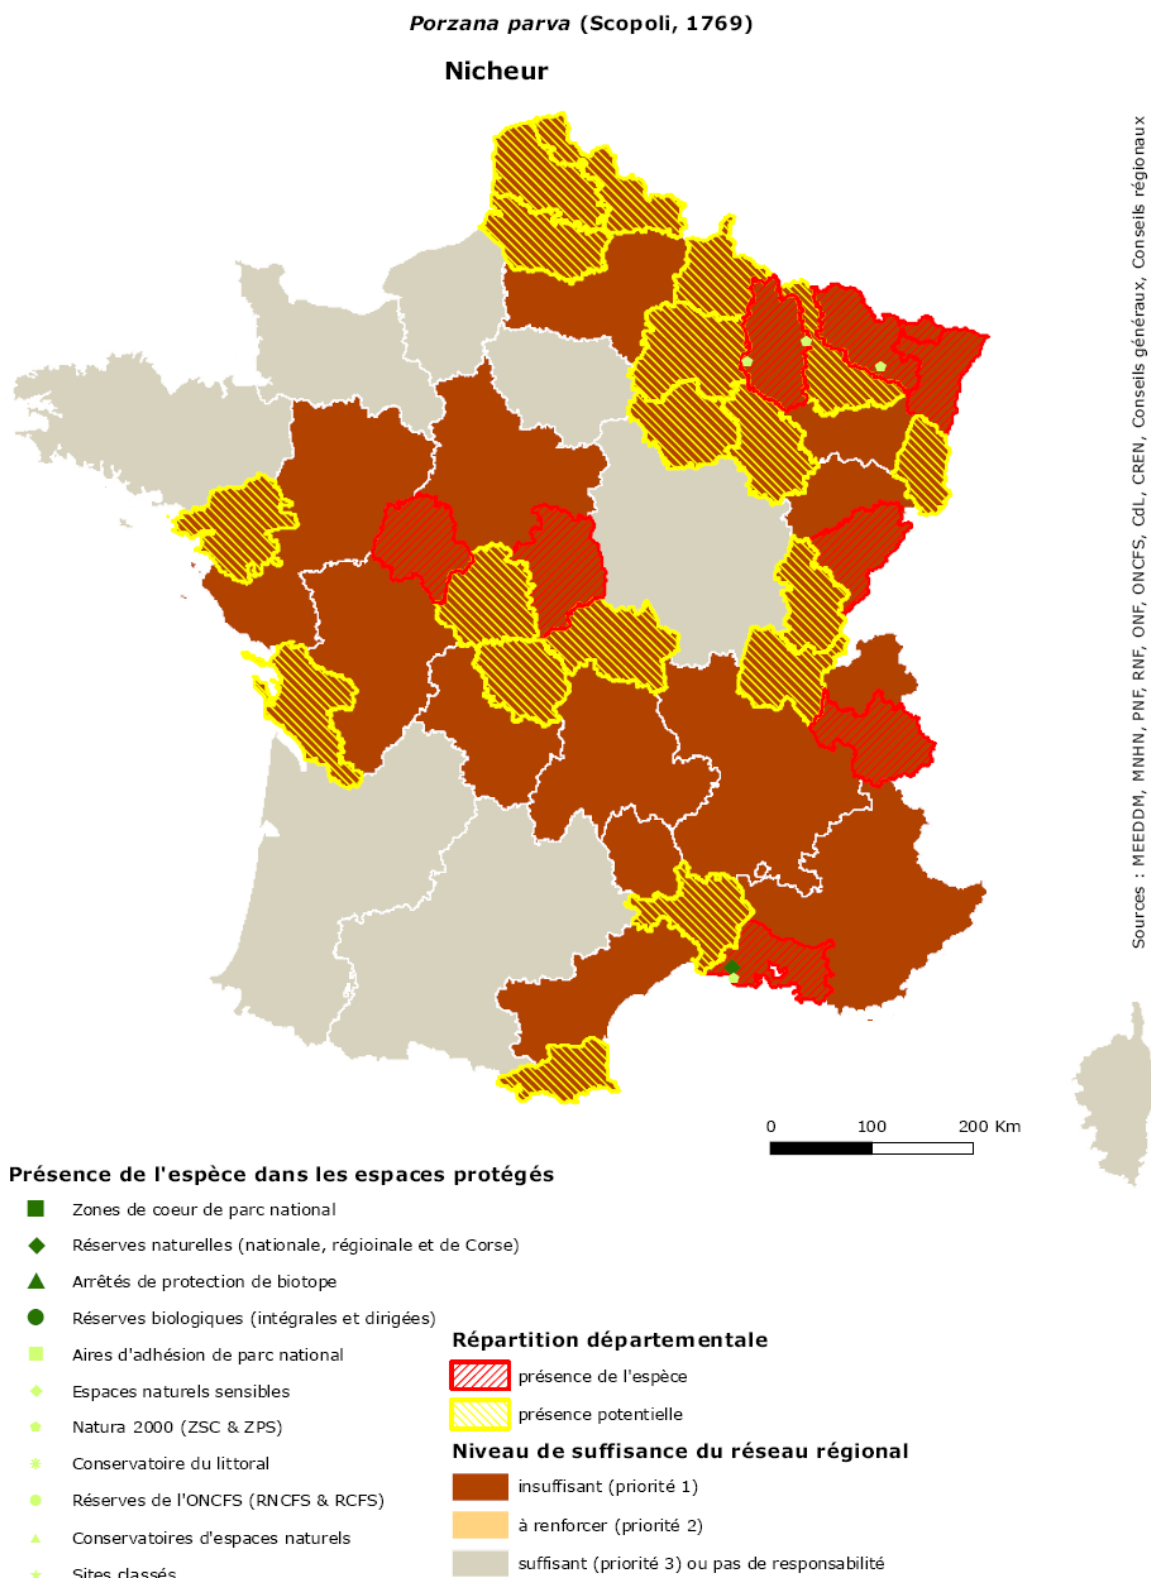 Porzana parva (Scopoli, 1769)
Nicheur
Sources : MEEDDM, MNHN, PNF, RNF, ONF, ONCFS, CdL, CREN, Conseils généraux, Conseils régionaux
0 100 200 Km
Présence de l'espèce dans les espaces protégés
Zones de coeur de parc national
Réserves naturelles (nationale, régioinale et de Corse)
Arrêtés de protection de biotope
Réserves biologiques (intégrales et dirigées)
Aires d'adhésion de parc national
Espaces naturels sensibles
Natura 2000 (ZSC & ZPS)
Conservatoire du littoral
Réserves de l'ONCFS (RNCFS & RCFS)
Conservatoires d'espaces naturels
Sites classés
Répartition départementale
présence de l'espèce
présence potentielle
Niveau de suffisance du réseau régional
insuffisant (priorité 1)
à renforcer (priorité 2)
suffisant (priorité 3) ou pas de responsabilité